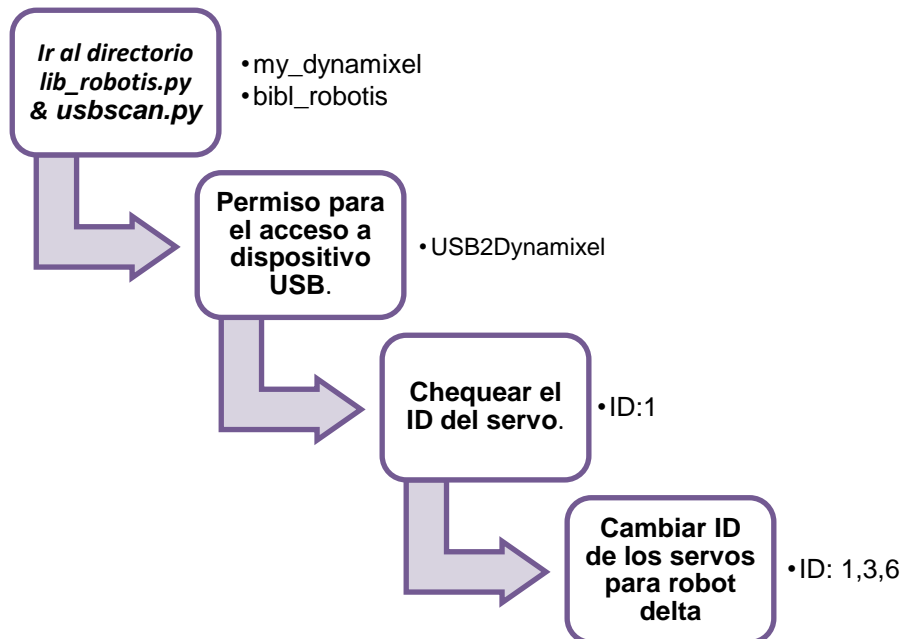 Ir al directorio
lib_robotis.py
& usbscan.py
•my_dynamixel
•bibl_robotis
Permiso para
el acceso a
dispositivo
USB.
•USB2Dynamixel
Chequear el
ID del servo.
•ID:1
Cambiar ID
de los servos
para robot
delta
•ID: 1,3,6